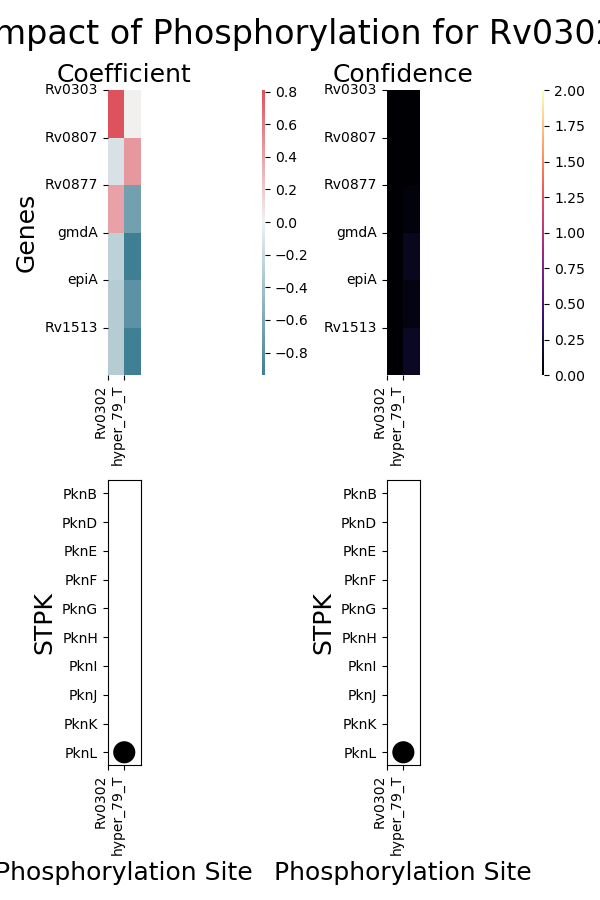 mpact of Phosphorylation for Rv030
Coefficient
Confidence
Genes
Rv0303
Rv0807
Rv0877
gmdA
epiA
Rv1513
Rv0302
hyper_79_T
0.8
0.6
0.4
0.2
0.0
−0.2
−0.4
−0.6
−0.8
Rv0303
Rv0807
Rv0877
gmdA
epiA
Rv1513
Rv0302
hyper_79_T
2.00
1.75
1.50
1.25
1.00
0.75
0.50
0.25
0.00
STPK
PknB
PknD
PknE
PknF
PknG
PknH
PknI
PknJ
PknK
PknL
Rv0302
hyper_79_T
Phosphorylation Site
STPK
PknB
PknD
PknE
PknF
PknG
PknH
PknI
PknJ
PknK
PknL
Rv0302
hyper_79_T
Phosphorylation Site